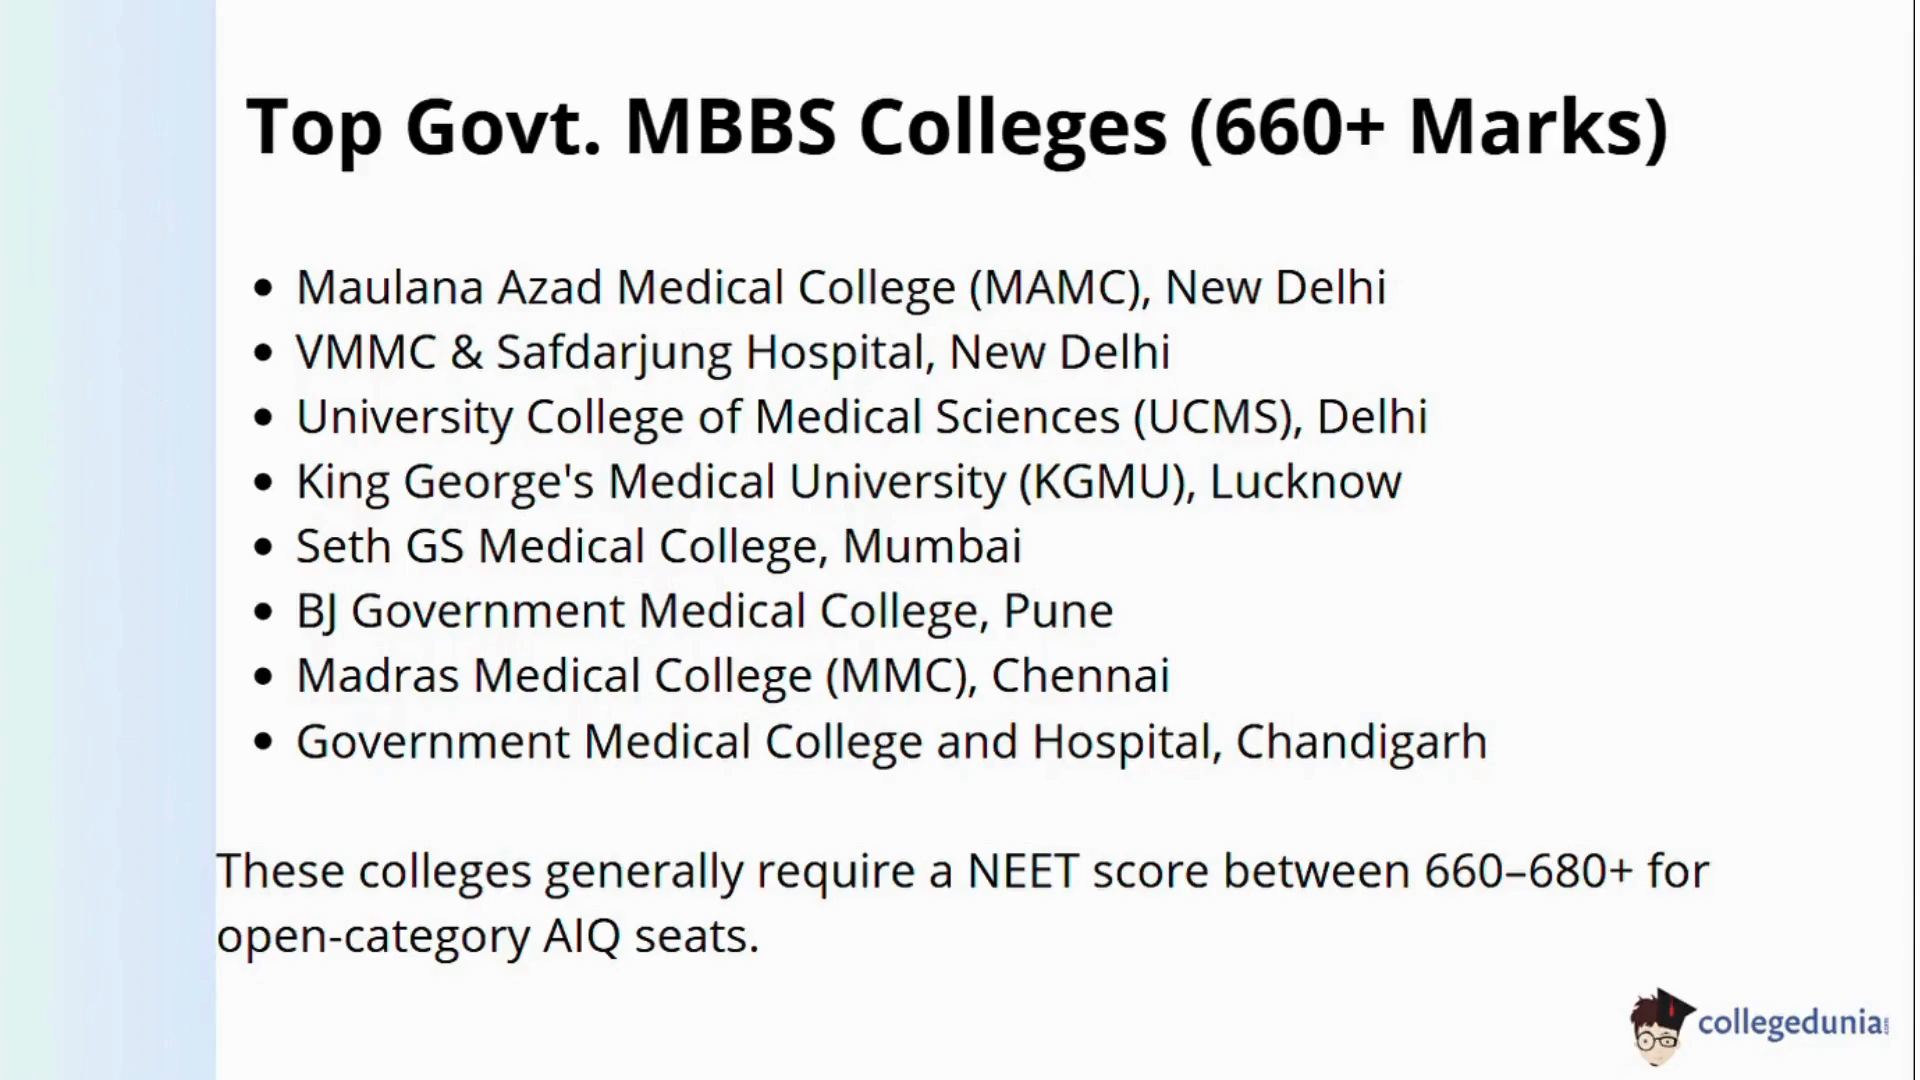 Top Govt. MBBS Colleges (660+ Marks)
• Maulana Azad Medical College (MAMC), New Delhi
• VMMC & Safdarjung Hospital, New Delhi
• University College of Medical Sciences (UCMS), Delhi
• King George's Medical University (KGMU), Lucknow
• Seth GS Medical College, Mumbai
• BJ Government Medical College, Pune
• Madras Medical College (MMC), Chennai
• Government Medical College and Hospital, Chandigarh
These colleges generally require a NEET score between 660–680+ for
open-category AIQ seats.
collegedunia